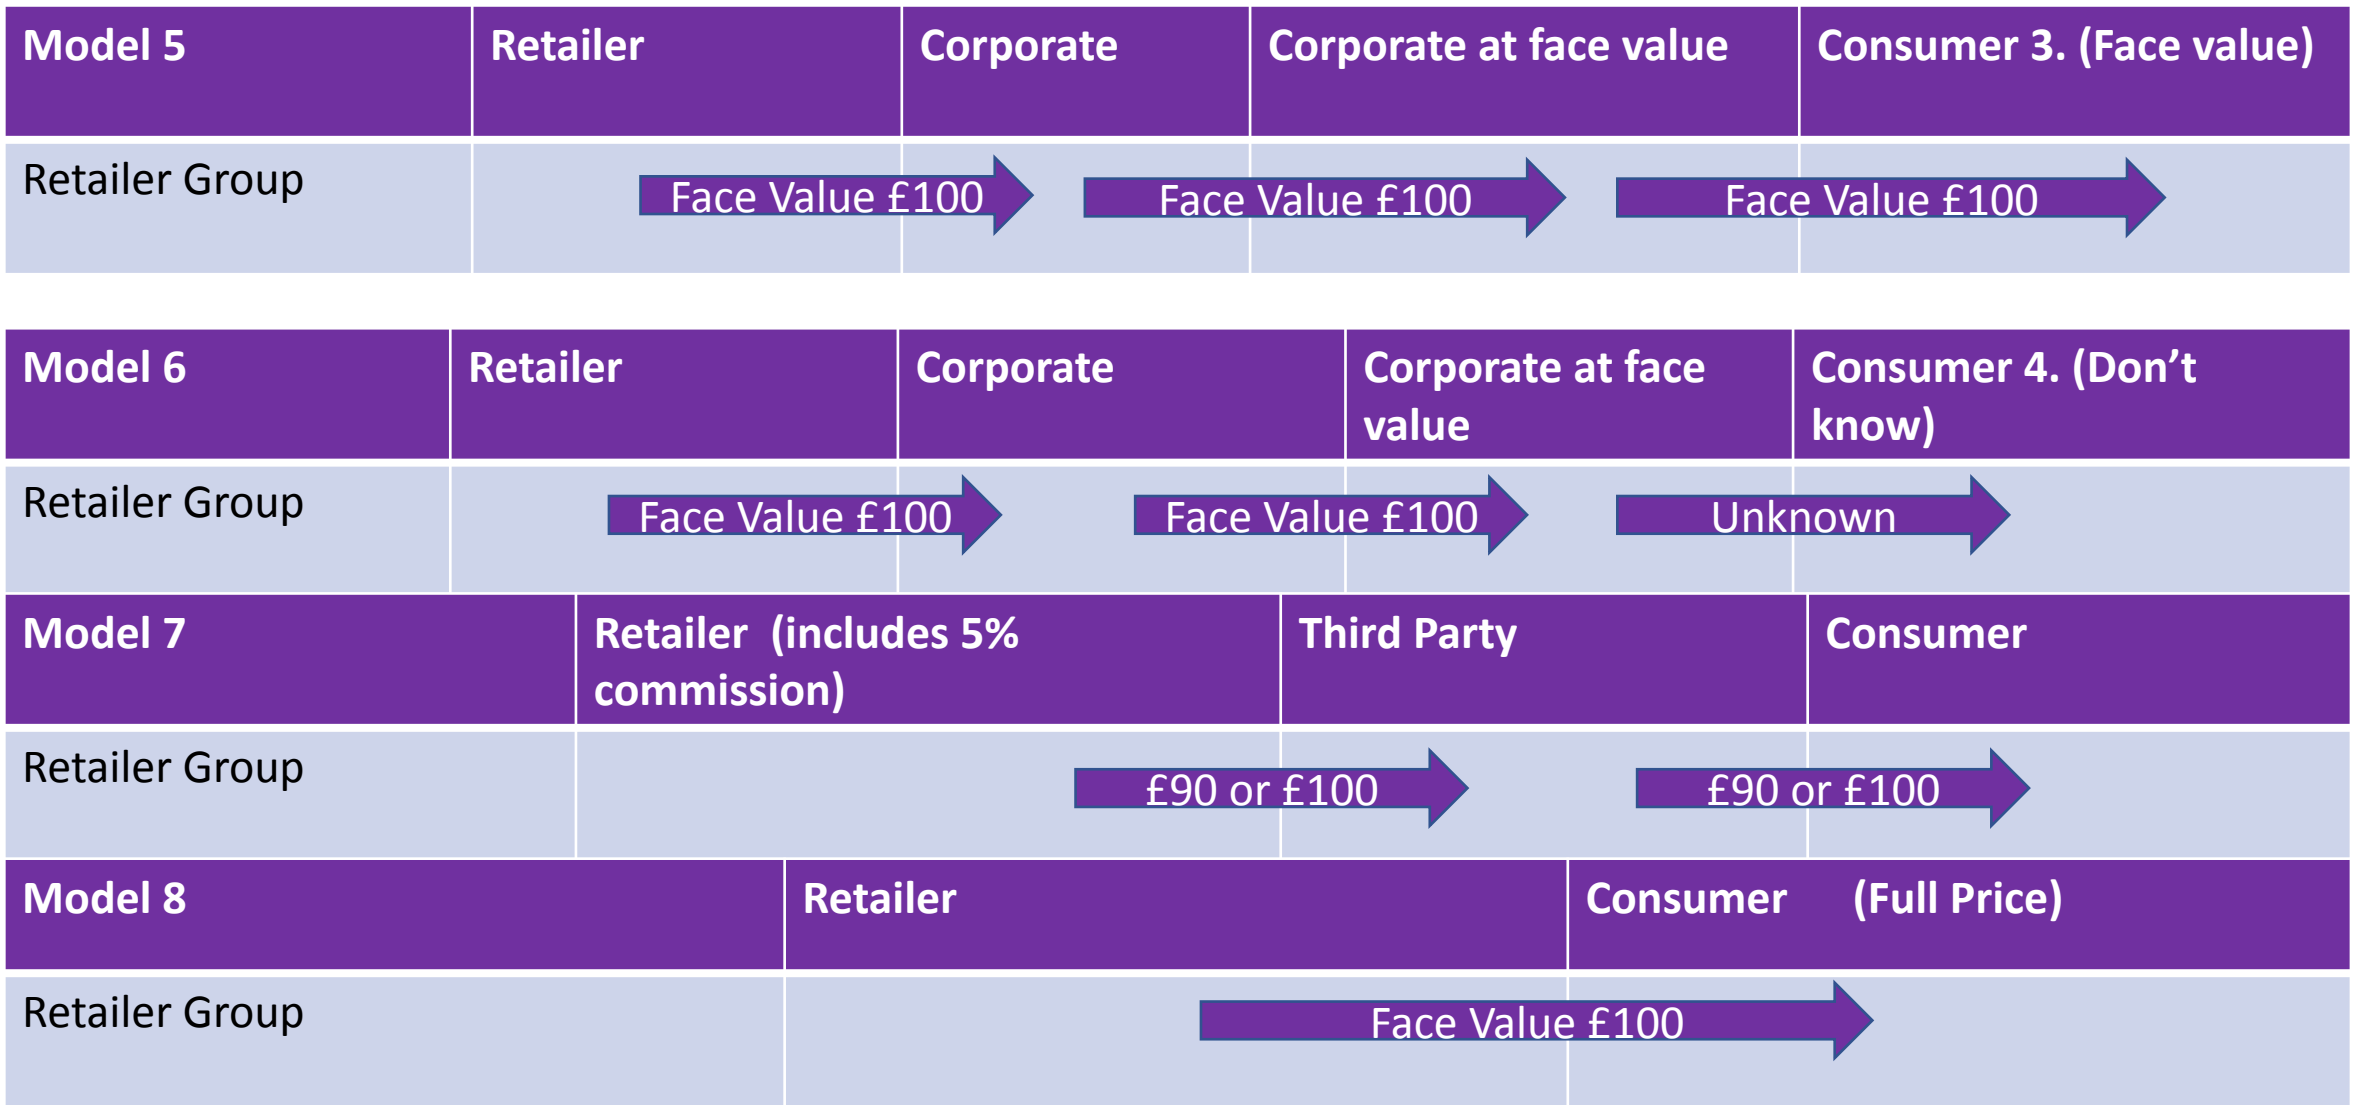 Model 5 Retailer Corporate Corporate at face value Consumer 3. (Face value)
Retailer Group Face Value £100 Face Value £100 Face Value £100
Model 6 Retailer Corporate Corporate at face Consumer 4. (Don’t
value know)
Retailer Group Face Value £100 Face Value £100 Unknown
Model 7 Retailer (includes 5% Third Party Consumer
commission)
Retailer Group £90 or £100 £90 or £100
Model 8 Retailer Consumer (Full Price)
Retailer Group Face Value £100